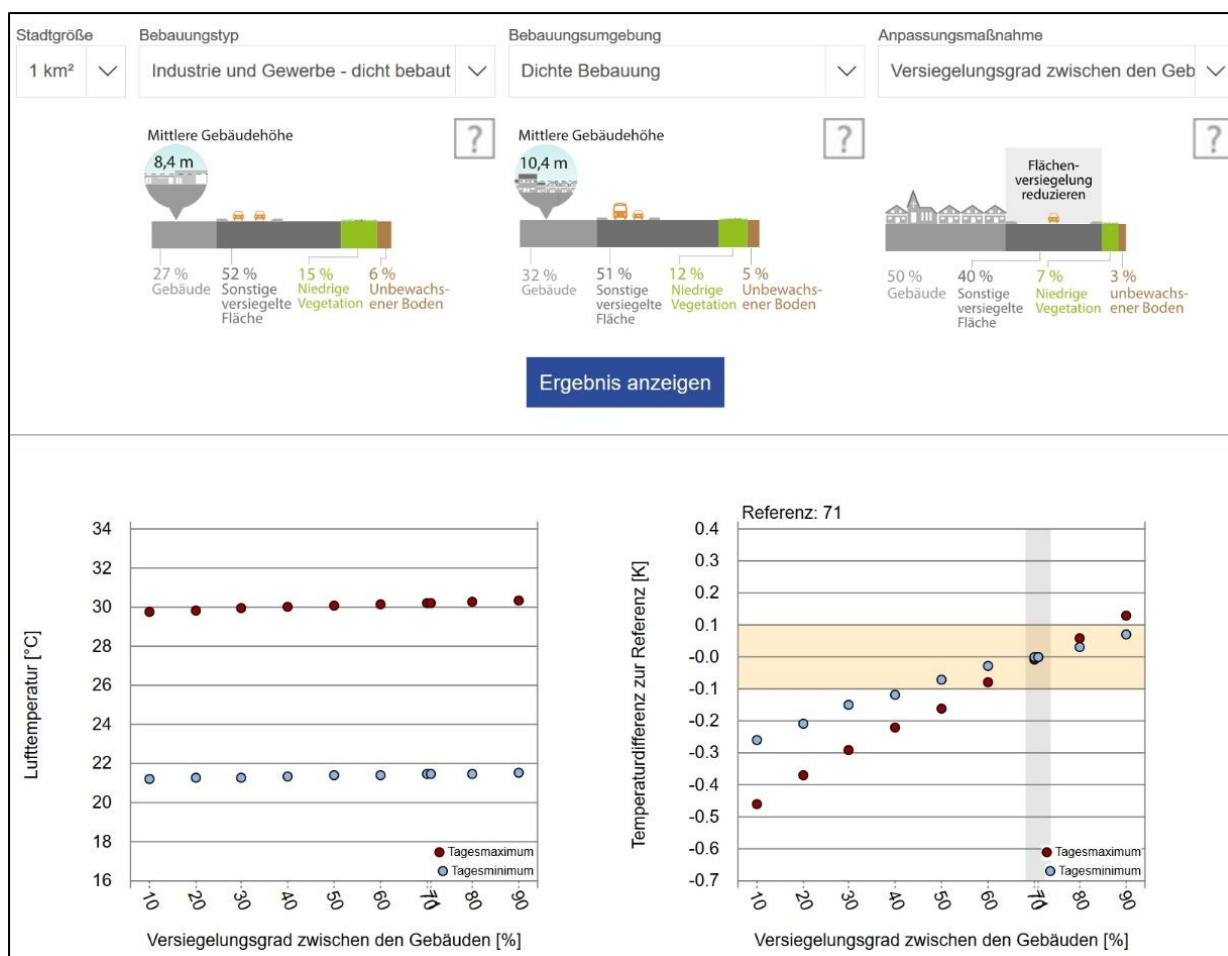 Stadtgröße
Bebauungstyp
Bebauungsumgebung
Anpassungsmaßnahme
1 km²
Industrie und Gewerbe - dicht bebaut
Dichte Bebauung
Versiegelungsgrad zwischen den Geb
Mittlere Gebäudehöhe
?
8,4 m
27 %
Gebäude
52 %
Sonstige
versiegelte
Fläche
15 %
Niedrige
Vegetation
6 %
Unbewachs-
ener Boden
Mittlere Gebäudehöhe
?
10,4 m
32 %
Gebäude
51 %
Sonstige
versiegelte
Fläche
12 %
Niedrige
Vegetation
5 %
Unbewachs-
ener Boden
?
Flächen-
versiegelung
reduzieren
50 %
Gebäude
40 %
Sonstige
versiegelte
Fläche
7 %
Niedrige
Vegetation
3 %
unbewachs-
ener Boden
Ergebnis anzeigen
Lufttemperatur [°C]
34
32
30
28
26
24
22
20
18
16
Tagesmaximum
Tagesminimum
10
20
30
40
50
60
71
80
90
Versiegelungsgrad zwischen den Gebäuden [%]
Referenz: 71
Temperaturdifferenz zur Referenz [K]
0.4
0.3
0.2
0.1
-0.0
-0.1
-0.2
-0.3
-0.4
-0.5
-0.6
-0.7
Tagesmaximum
Tagesminimum
10
20
30
40
50
60
71
80
90
Versiegelungsgrad zwischen den Gebäuden [%]